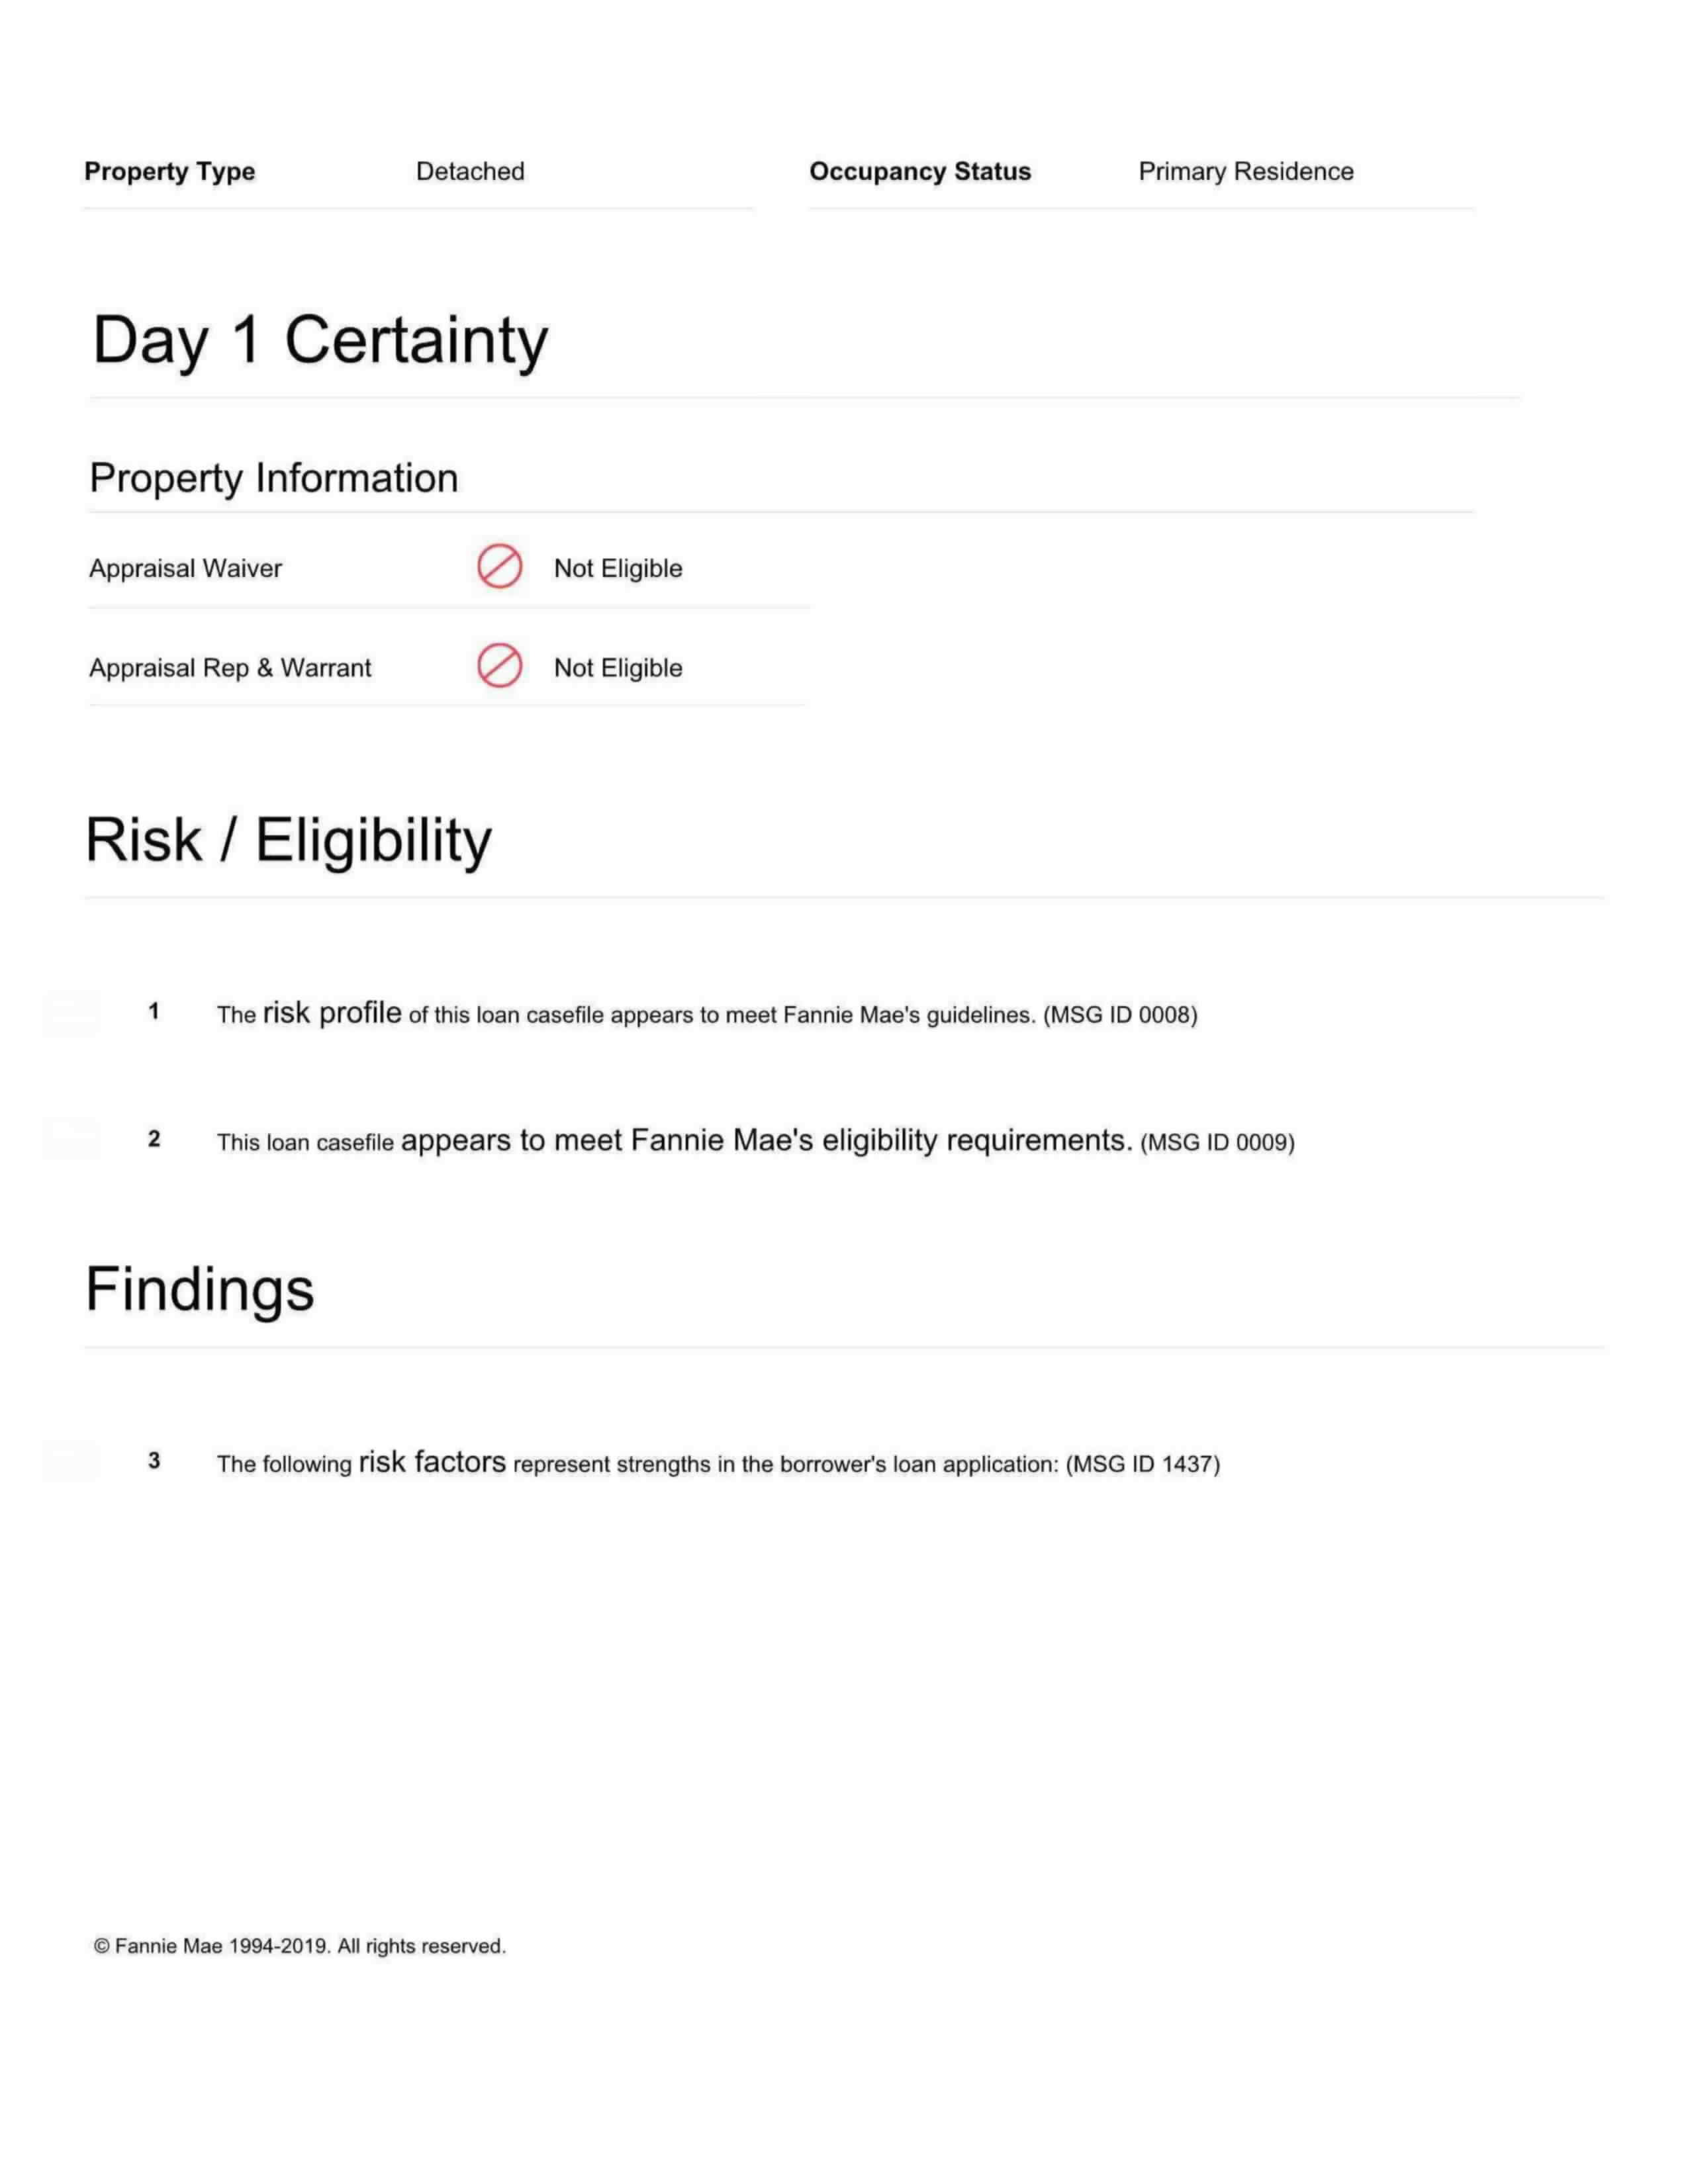 Property Type Detached Occupancy Status Primary Residence
Day 1 Certainty
Property Information
Appraisal Waiver Not Eligible
Appraisal Rep & Warrant Not Eligible
Risk / Eligibility
1 The risk profile of this loan casefile appears to meet Fannie Mae's guidelines. (MSG ID 0008)
2 This loan casefile appears to meet Fannie Mae's eligibility requirements. (MSG ID 0009)
Findings
3 The following risk factors represent strengths in the borrower's loan application: (MSG ID 1437)
© Fannie Mae 1994-2019. All rights reserved.